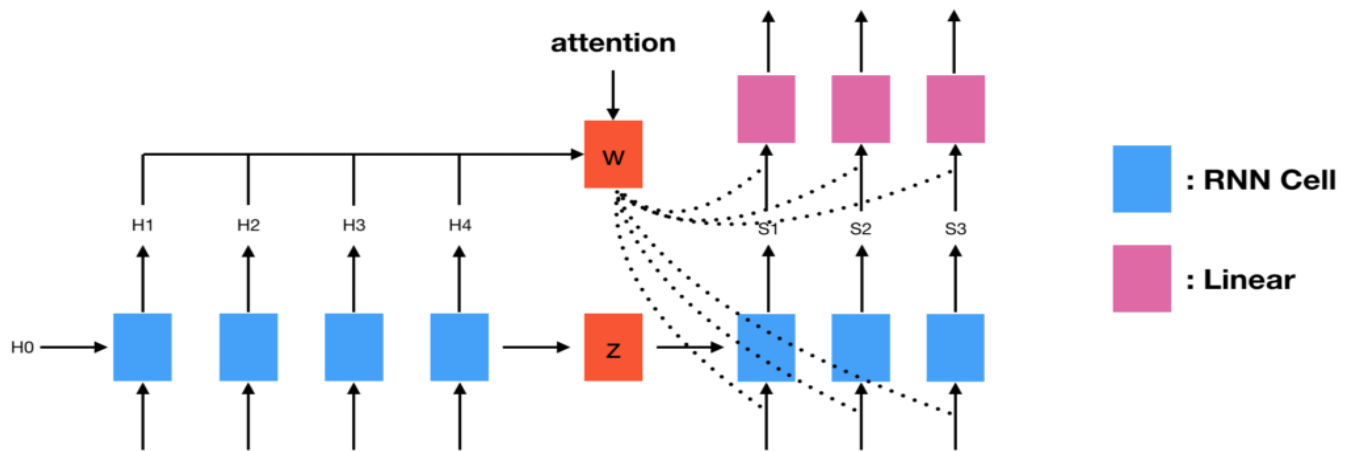 attention
w
H1 H2 H3 H4 S1 S2 S3
: RNN Cell
: Linear
H0
z